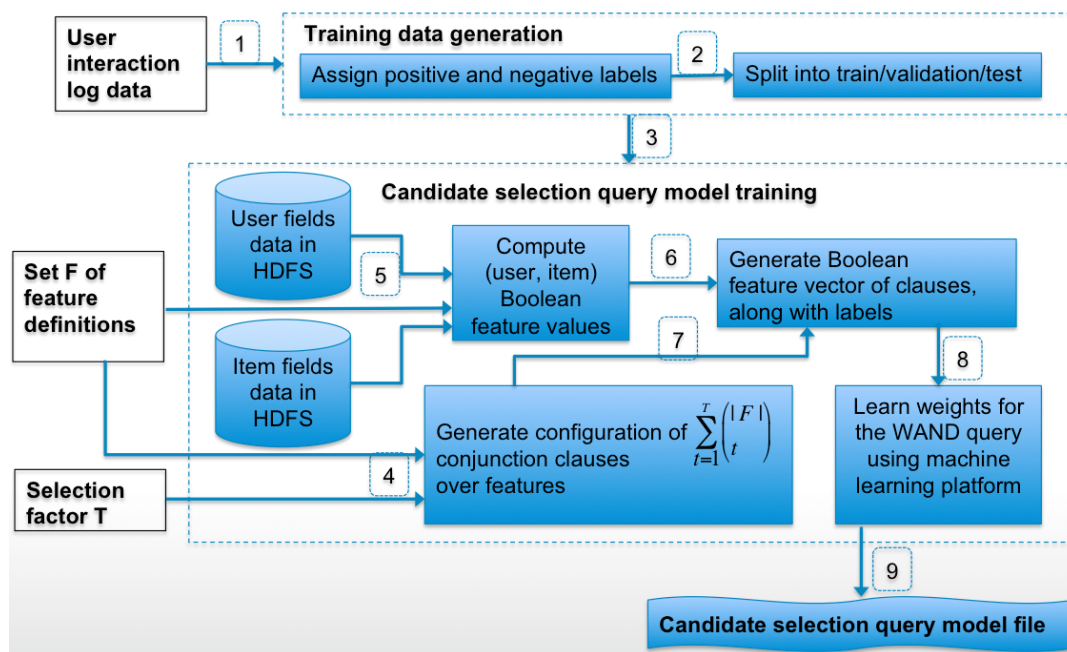 User
interaction
log data
1
Training data generation
Assign positive and negative labels
2
Split into train/validation/test
3
Candidate selection query model training
User fields
data in
HDFS
5
Set F of
feature
definitions
Item fields
data in
HDFS
Compute
(user, item)
Boolean
feature values
6
Generate Boolean
feature vector of clauses,
along with labels
7
8
Generate configuration of
conjunction clauses
over features
T
∑
t=1
( | F | )
( t )
4
Selection
factor T
Learn weights for
the WAND query
using machine
learning platform
9
Candidate selection query model file